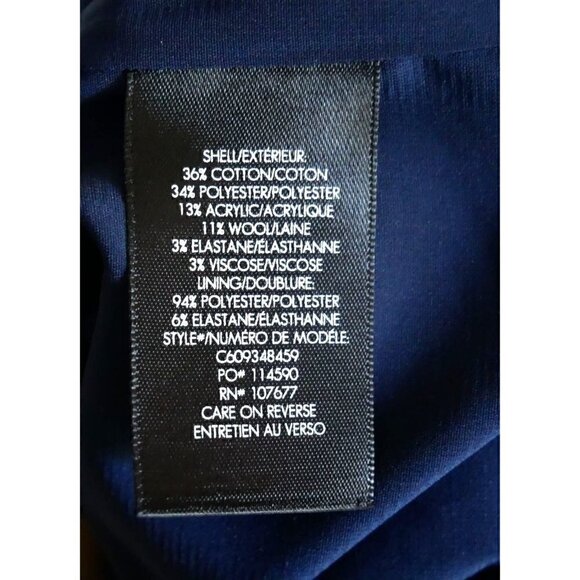 SHELL/EXTÉRIEUR:
36% COTTON/COTON
34% POLYESTER/POLYESTER
13% ACRYLIC/ACRYLIQUE
11% WOOL/LAINE
3% ELASTANE/ÉLASTHANNE
3% VISCOSE/VISCOSE
LINING/DOUBLURE:
94% POLYESTER/POLYESTER
6% ELASTANE/ÉLASTHANNE
STYLE#/NUMÉRO DE MODÉLE:
C609348459
PO# 114590
RN# 107677
CARE ON REVERSE
ENTRETIEN AU VERSO